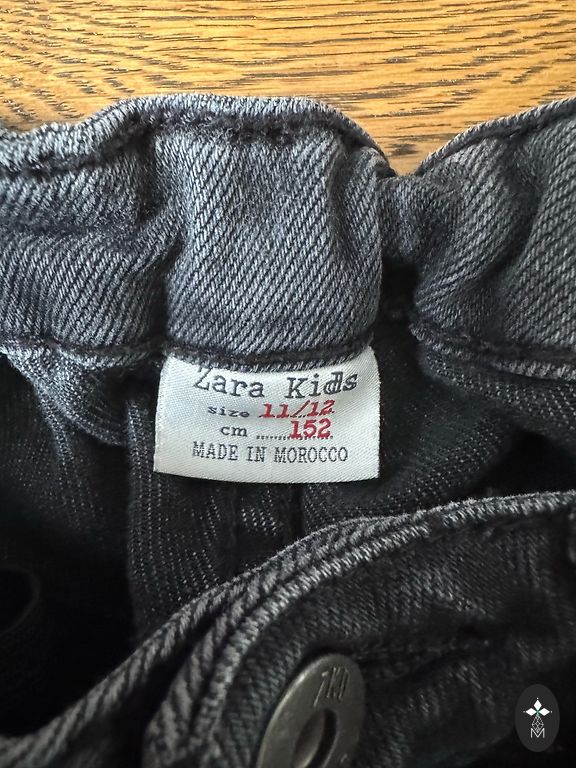 Zara Kids
size 11/12
cm 152
MADE IN MOROCCO